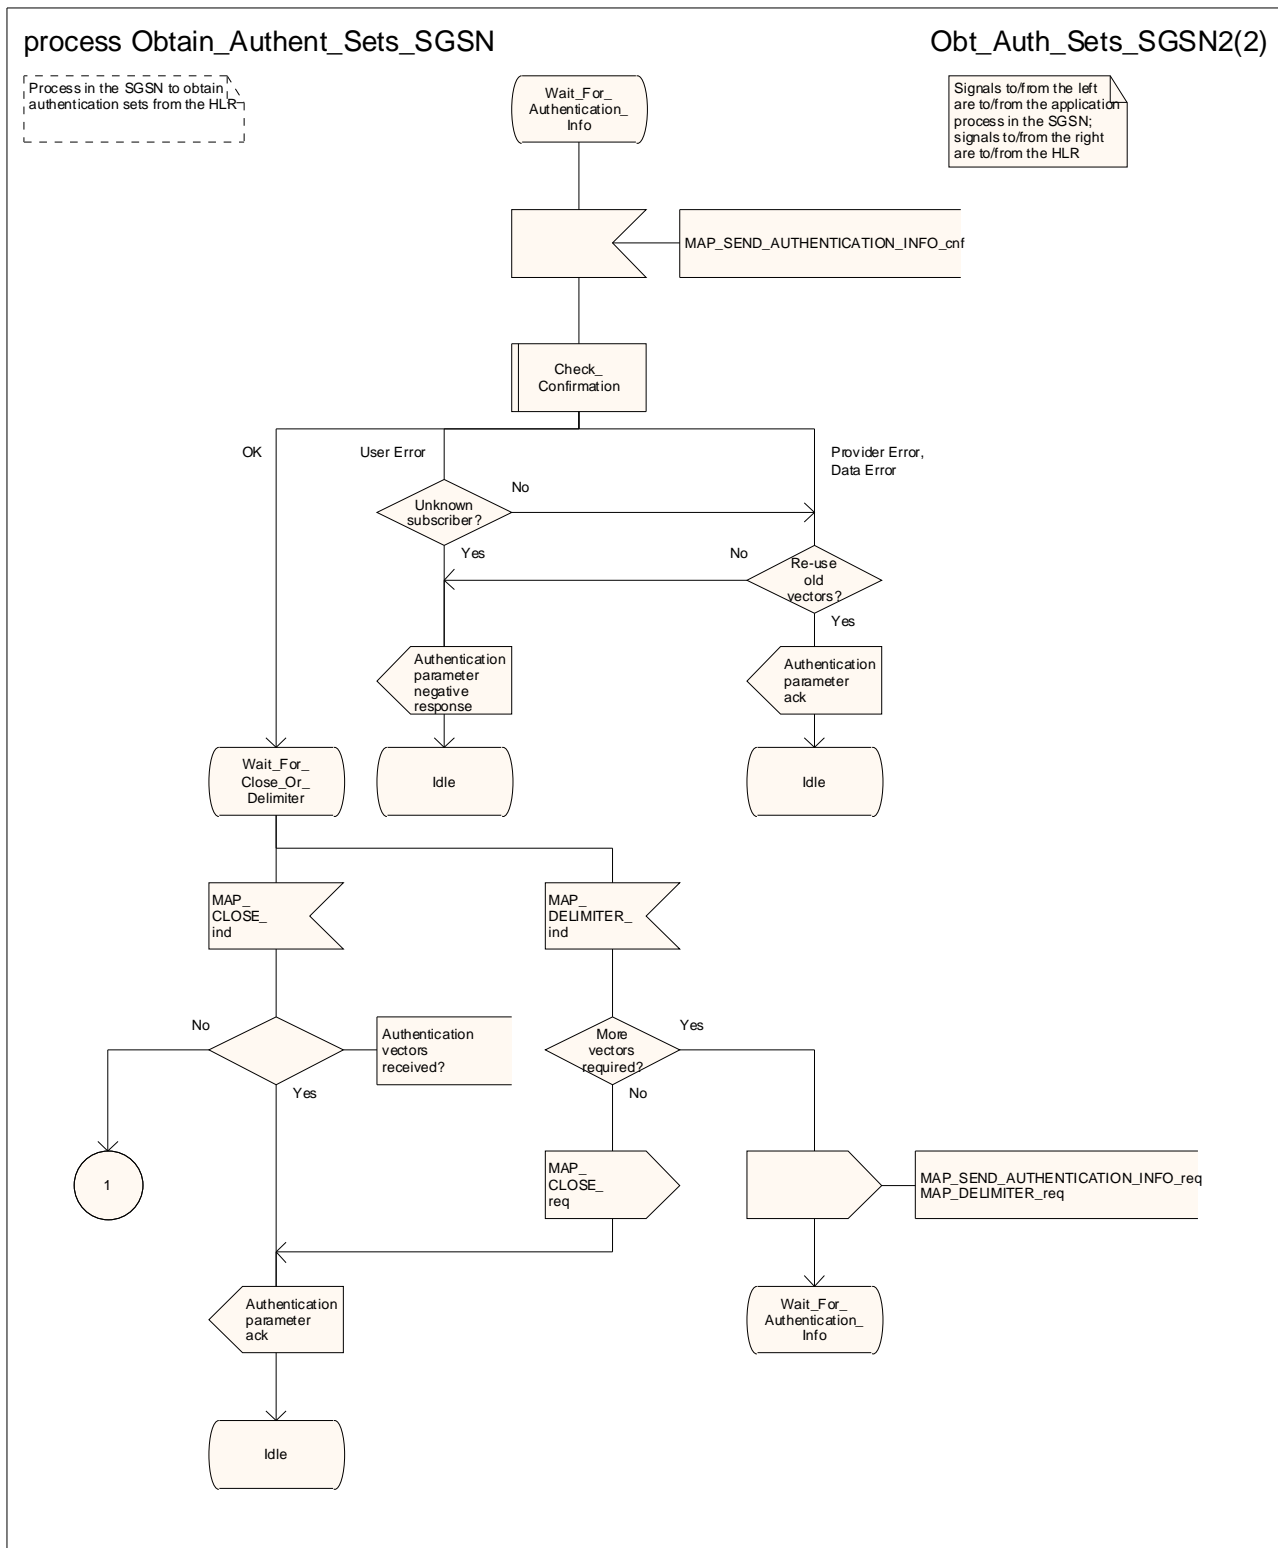 process Obtain_Authent_Sets_SGSN
Obt_Auth_Sets_SGSN2(2)
Process in the SGSN to obtain
authentication sets from the HLR
Wait_For_
Authentication_
Info
Signals to/from the left
are to/from the application
process in the SGSN;
signals to/from the right
are to/from the HLR
MAP_SEND_AUTHENTICATION_INFO_cnf
Check_
Confirmation
OK
User Error
Provider Error,
Data Error
Unknown
subscriber?
No
Yes
No
Re-use
old
vectors?
Yes
Authentication
parameter
negative
response
Authentication
parameter
ack
Wait_For_
Close_Or_
Delimiter
Idle
Idle
MAP_
CLOSE_
ind
MAP_
DELIMITER_
ind
No
Authentication
vectors
received?
Yes
More
vectors
required?
Yes
No
1
MAP_
CLOSE_
req
MAP_SEND_AUTHENTICATION_INFO_req
MAP_DELIMITER_req
Authentication
parameter
ack
Wait_For_
Authentication_
Info
Idle